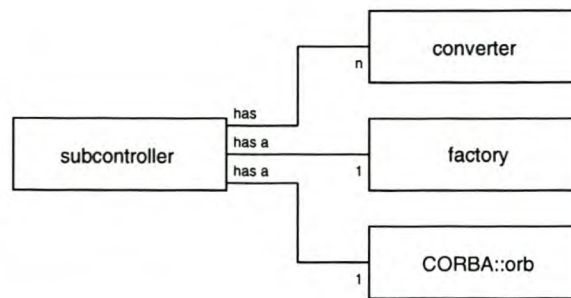 converter
n
has
subcontroller
has a
factory
has a
1
CORBA::orb
1